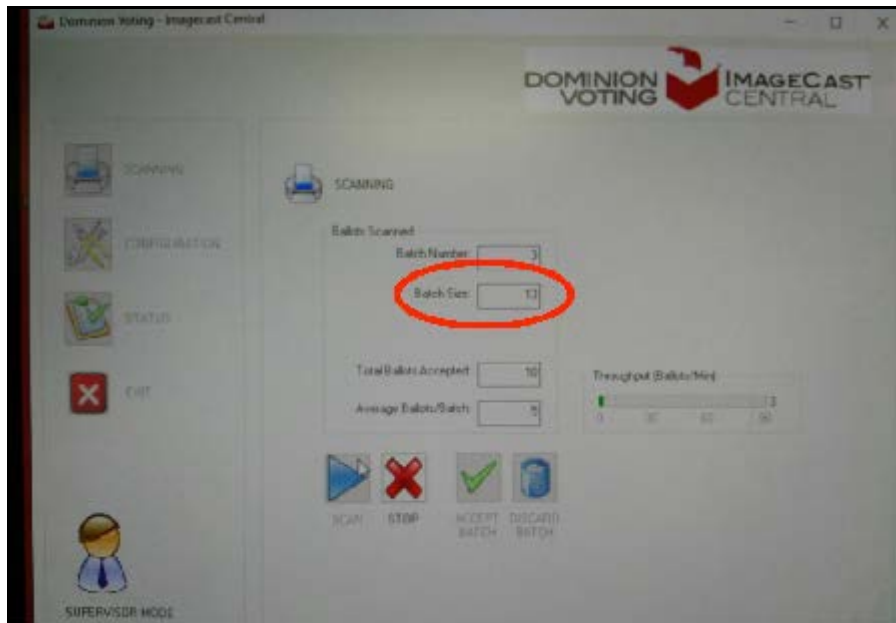 Dominion Voting - Imagecast Central
DOMINION VOTING
IMAGECAST CENTRAL
SCANNING
CONFIGURATION
STATUS
EXIT
SUPERVISOR MODE
SCANNING
Ballots Scanned
Batch Number: 3
Batch Size: 13
Total Ballots Accepted: 10
Average Ballots/Batch: 5
Throughput (Ballots/Min)
3
0 30 60 90
SCAN STOP ACCEPT BATCH DISCARD BATCH